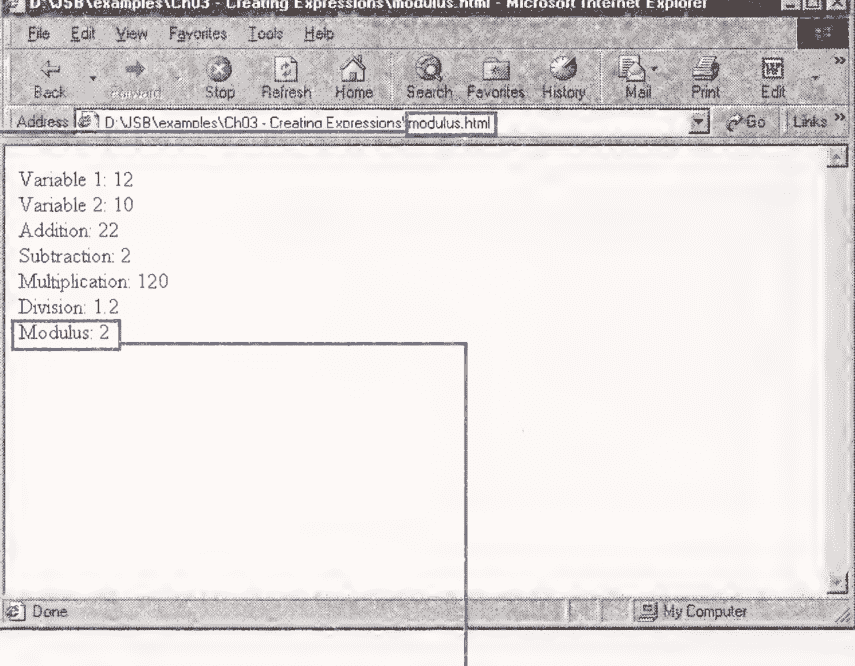 D:\JSB\examples\Ch03 - Creating Expressions\modulus.html - Microsoft Internet Explorer
File Edit View Favorites Tools Help
Back Forward Stop Refresh Home Search Favorites History Mail Print Edit »
Address D:\JSB\examples\Ch03 - Creating Expressions\modulus.html Go Links »
Variable 1: 12
Variable 2: 10
Addition: 22
Subtraction: 2
Multiplication: 120
Division: 1.2
Modulus: 2
Done My Computer